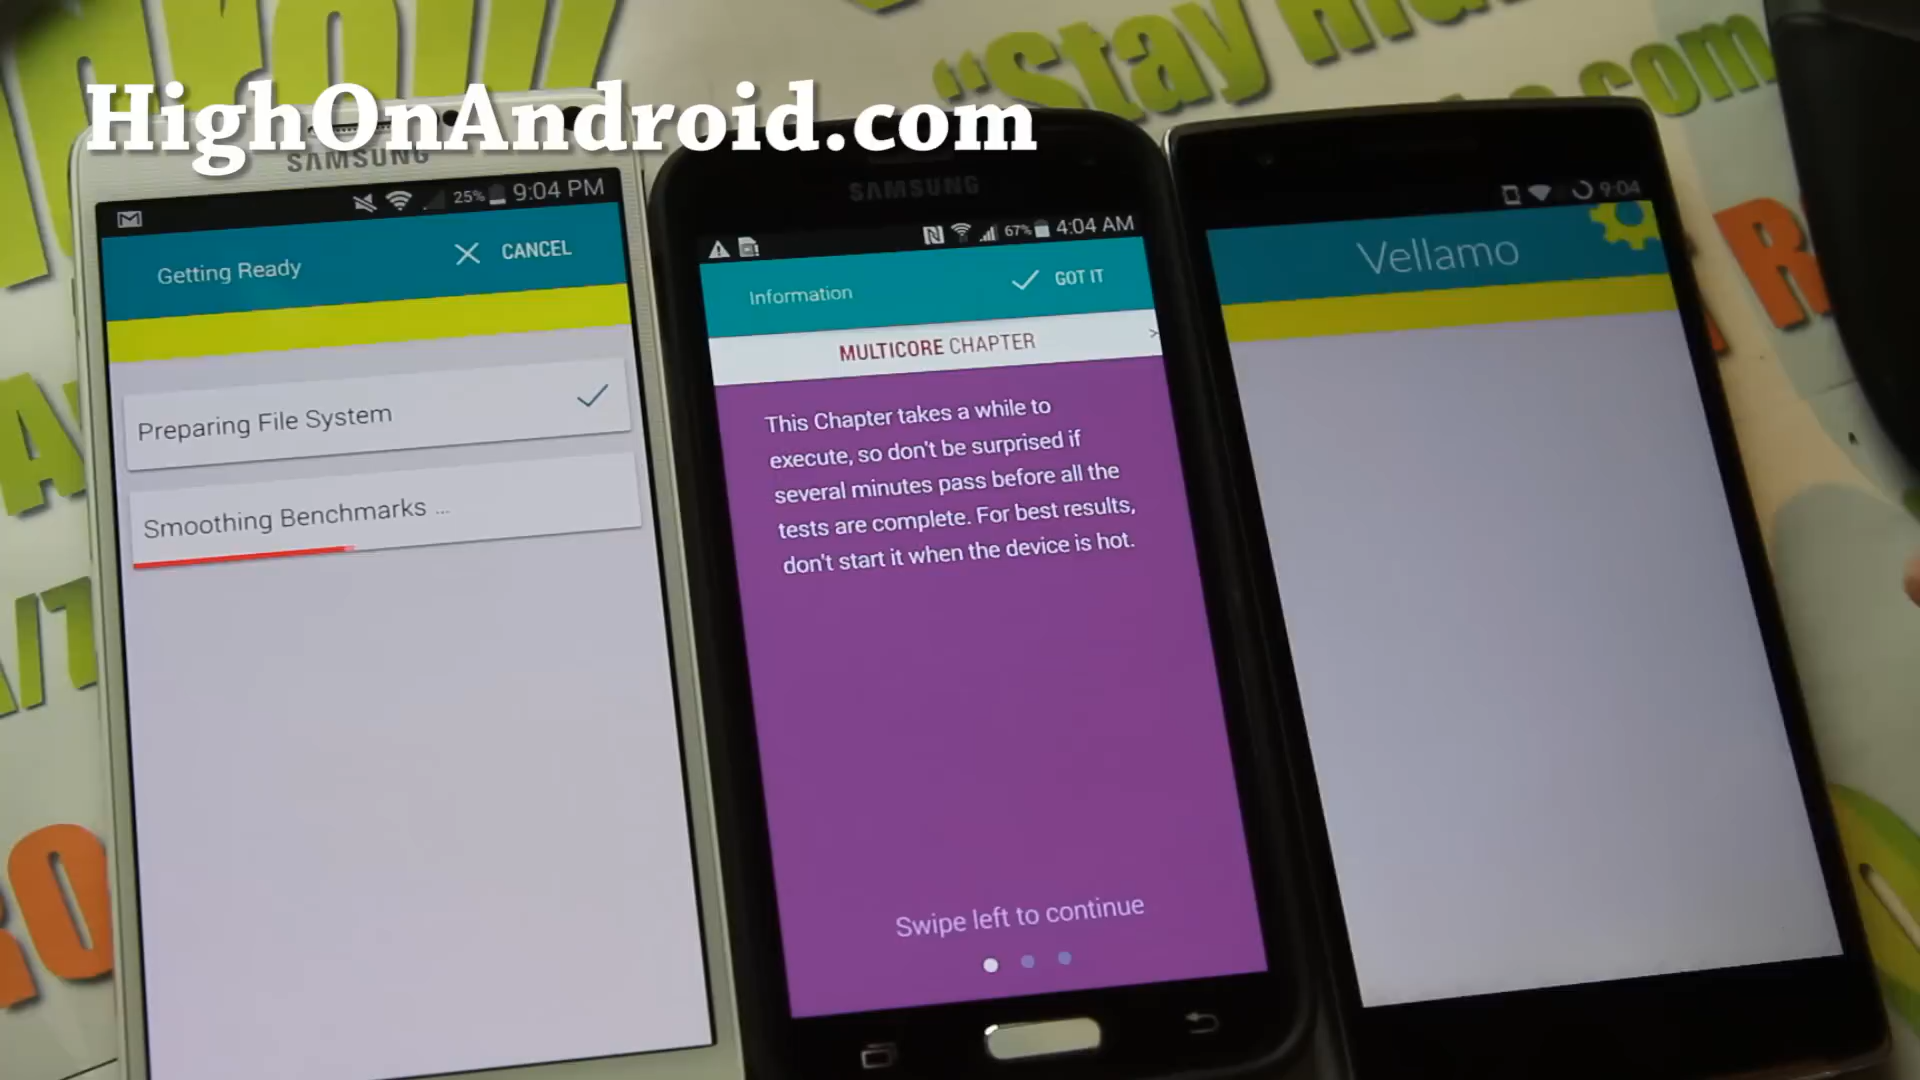 HighOnAndroid.com
"Stay
.com
SAMSUNG
25% 9:04 PM
Getting Ready
CANCEL
Preparing File System
Smoothing Benchmarks ...
SAMSUNG
67% 4:04 AM
Information
GOT IT
MULTICORE CHAPTER >
This Chapter takes a while to
execute, so don't be surprised if
several minutes pass before all the
tests are complete. For best results,
don't start it when the device is hot.
Swipe left to continue
9:04
Vellamo